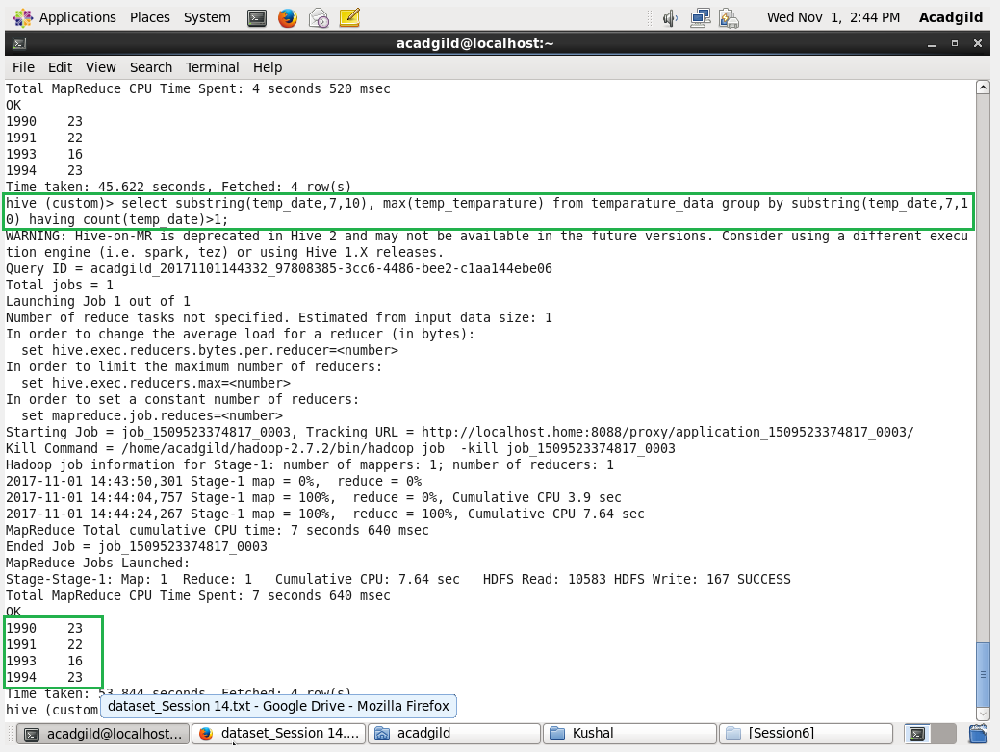 Applications Places System Wed Nov 1, 2:44 PM Acadgild
acadgild@localhost:~
File Edit View Search Terminal Help
Total MapReduce CPU Time Spent: 4 seconds 520 msec
OK
1990 23
1991 22
1993 16
1994 23
Time taken: 45.622 seconds, Fetched: 4 row(s)
hive (custom)> select substring(temp_date,7,10), max(temp_temparature) from temparature_data group by substring(temp_date,7,1
0) having count(temp_date)>1;
WARNING: Hive-on-MR is deprecated in Hive 2 and may not be available in the future versions. Consider using a different execu
tion engine (i.e. spark, tez) or using Hive 1.X releases.
Query ID = acadgild_20171101144332_97808385-3cc6-4486-bee2-c1aa144ebe06
Total jobs = 1
Launching Job 1 out of 1
Number of reduce tasks not specified. Estimated from input data size: 1
In order to change the average load for a reducer (in bytes):
  set hive.exec.reducers.bytes.per.reducer=<number>
In order to limit the maximum number of reducers:
  set hive.exec.reducers.max=<number>
In order to set a constant number of reducers:
  set mapreduce.job.reduces=<number>
Starting Job = job_1509523374817_0003, Tracking URL = http://localhost.home:8088/proxy/application_1509523374817_0003/
Kill Command = /home/acadgild/hadoop-2.7.2/bin/hadoop job  -kill job_1509523374817_0003
Hadoop job information for Stage-1: number of mappers: 1; number of reducers: 1
2017-11-01 14:43:50,301 Stage-1 map = 0%,  reduce = 0%
2017-11-01 14:44:04,757 Stage-1 map = 100%,  reduce = 0%, Cumulative CPU 3.9 sec
2017-11-01 14:44:24,267 Stage-1 map = 100%,  reduce = 100%, Cumulative CPU 7.64 sec
MapReduce Total cumulative CPU time: 7 seconds 640 msec
Ended Job = job_1509523374817_0003
MapReduce Jobs Launched:
Stage-Stage-1: Map: 1  Reduce: 1   Cumulative CPU: 7.64 sec   HDFS Read: 10583 HDFS Write: 167 SUCCESS
Total MapReduce CPU Time Spent: 7 seconds 640 msec
OK
1990 23
1991 22
1993 16
1994 23
Time taken: 53.844 seconds, Fetched: 4 row(s)
hive (custom
dataset_Session 14.txt - Google Drive - Mozilla Firefox
acadgild@localhost:... dataset_Session 14.... acadgild Kushal [Session6]